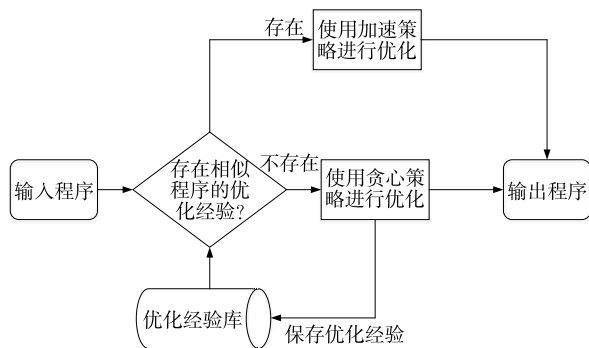 存在
使用加速策
略进行优化
输入程序
存在相似
程序的优
化经验?
不存在
使用贪心策
略进行优化
输出程序
优化经验库
保存优化经验